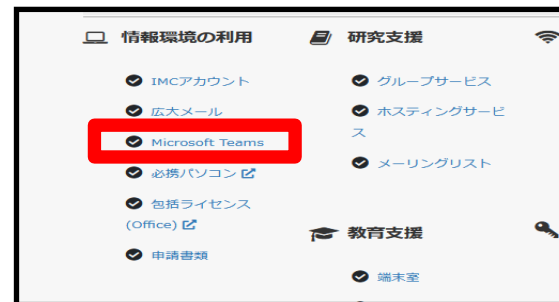 情報環境の利用
IMCアカウント
広大メール
Microsoft Teams
必携パソコン
包括ライセンス
(Office)
申請書類
研究支援
グループサービス
ホスティングサービ
ス
メーリングリスト
教育支援
端末室